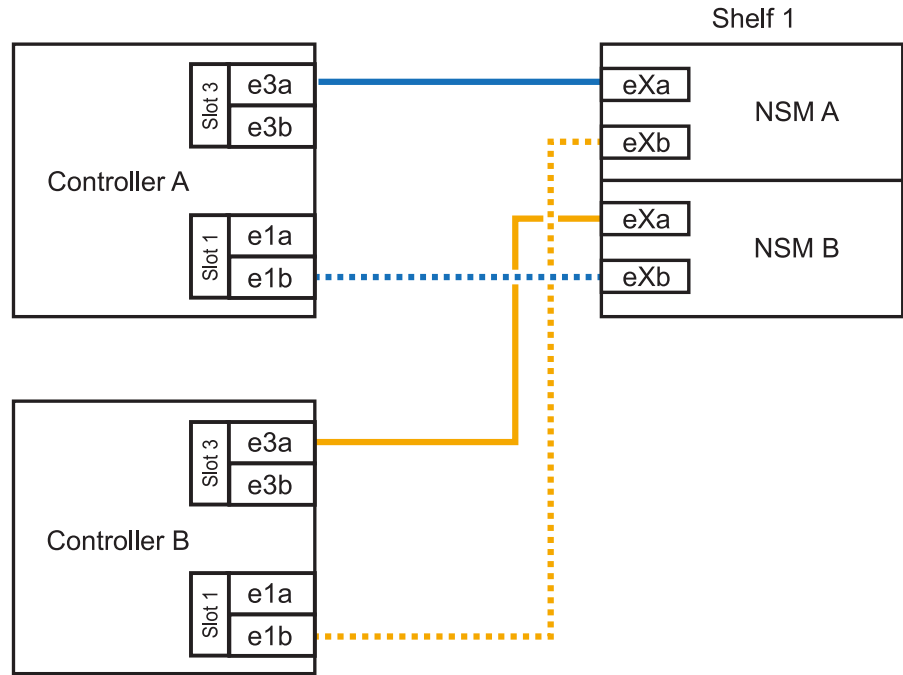 Shelf 1
Controller A
Slot 3
e3a
e3b
Slot 1
e1a
e1b
eXa
eXb
NSM A
eXa
eXb
NSM B
Controller B
Slot 3
e3a
e3b
Slot 1
e1a
e1b